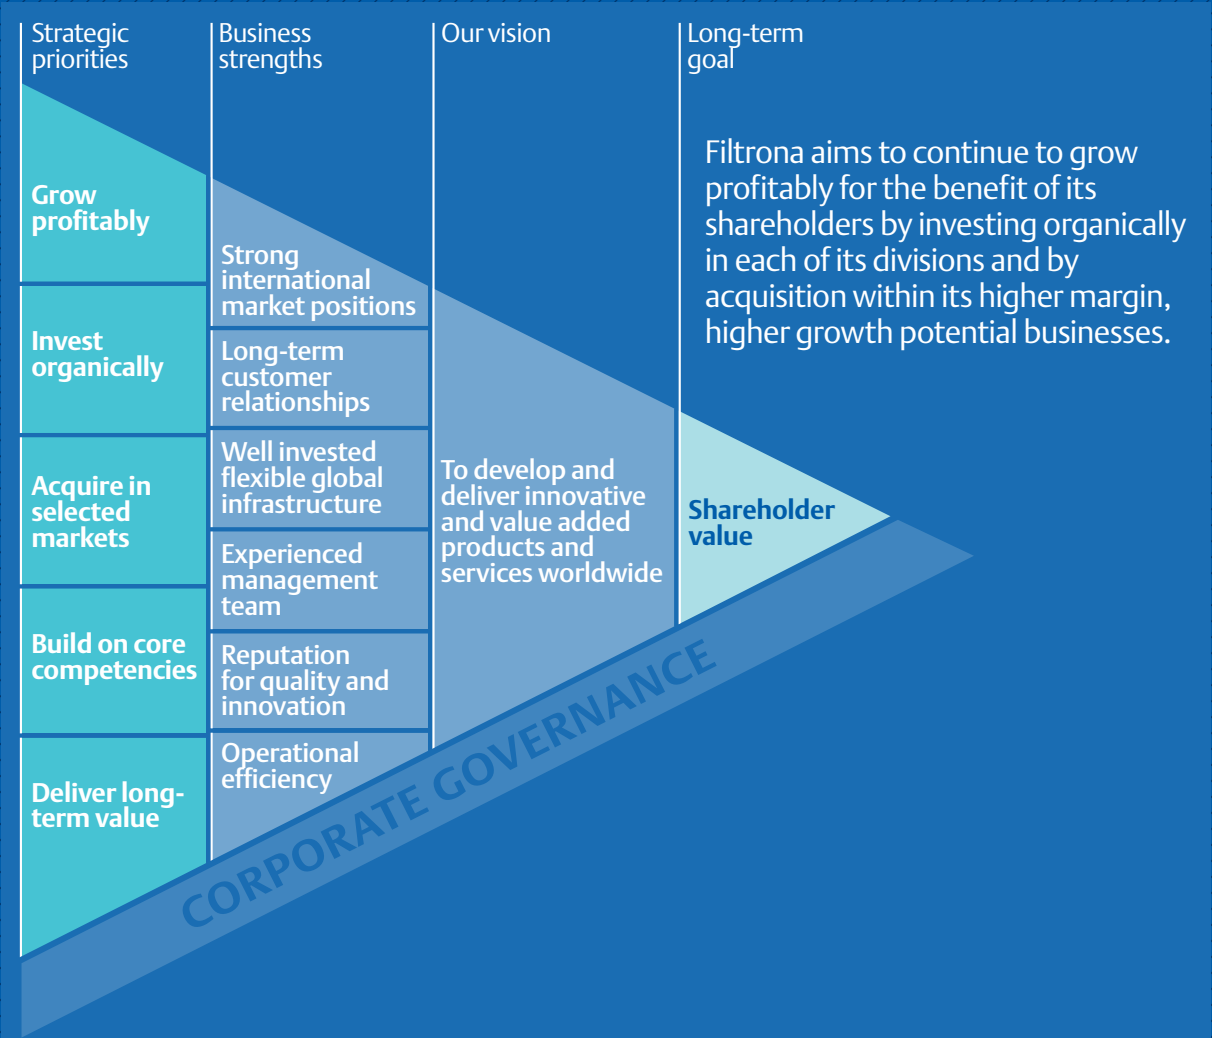 Strategic
priorities
Business
strengths
Our vision
Long-term
goal
Filtrona aims to continue to grow
profitably for the benefit of its
shareholders by investing organically
in each of its divisions and by
acquisition within its higher margin,
higher growth potential businesses.
Grow
profitably
Invest
organically
Acquire in
selected
markets
Build on core
competencies
Deliver long-
term value
Strong
international
market positions
Long-term
customer
relationships
Well invested
flexible global
infrastructure
Experienced
management
team
Reputation
for quality and
innovation
Operational
efficiency
To develop and
deliver innovative
and value added
products and
services worldwide
Shareholder
value
CORPORATE GOVERNANCE